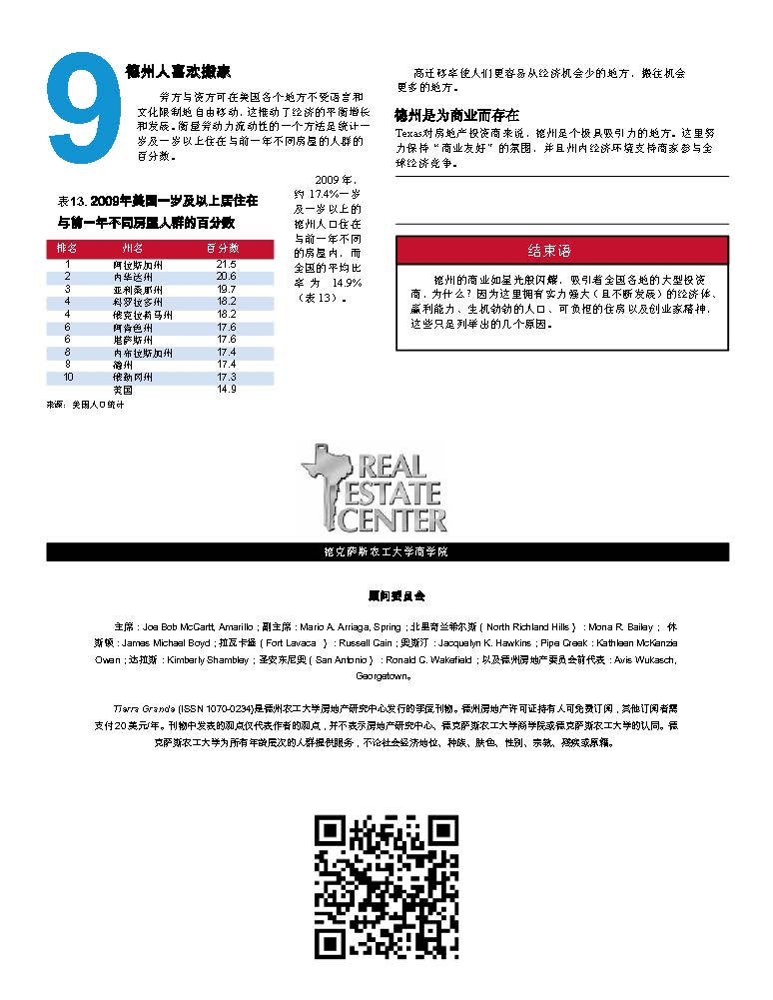 9
德州人喜欢搬家
劳方与资方可在美国各个地方不受语言和
文化限制地自由移动，这推动了经济的平衡增长
和发展。衡量劳动力流动性的一个方法是统计一
岁及一岁以上住在与前一年不同房屋的人群的
百分数。
表13. 2009年美国一岁及以上居住在
与前一年不同房屋人群的百分数
排名 州名 百分数
1 阿拉斯加州 21.5
2 内华达州 20.6
3 亚利桑那州 19.7
4 科罗拉多州 18.2
4 俄克拉荷马州 18.2
6 阿肯色州 17.6
6 堪萨斯州 17.6
8 内布拉斯加州 17.4
8 德州 17.4
10 俄勒冈州 17.3
美国 14.9
来源：美国人口统计
2009 年，
约 17.4%一岁
及一岁以上的
德州人口住在
与前一年不同
的房屋内，而
全国的平均比
率 为 14.9%
（表 13）。
高迁移率使人们更容易从经济机会少的地方，搬往机会
更多的地方。
德州是为商业而存在
Texas对房地产投资商来说，德州是个极具吸引力的地方。这里努
力保持“商业友好”的氛围，并且州内经济环境支持商家参与全
球经济竞争。
结束语
德州的商业如星光般闪耀，吸引着全国各地的大型投资
商，为什么？因为这里拥有实力强大（且不断发展）的经济体、
赢利能力、生机勃勃的人口、可负担的住房以及创业家精神，
这些只是列举出的几个原因。
REAL
ESTATE
CENTER
德克萨斯农工大学商学院
顾问委员会
主席：Joe Bob McCartt, Amarillo；副主席：Mario A. Arriaga, Spring；北里奇兰希尔斯（North Richland Hills）：Mona R. Bailey； 休
斯顿：James Michael Boyd；拉瓦卡堡（Fort Lavaca ）：Russell Cain；奥斯汀：Jacquelyn K. Hawkins；Pipe Creek：Kathleen McKenzie
Owen；达拉斯：Kimberly Shambley；圣安东尼奥（San Antonio）：Ronald C. Wakefield；以及德州房地产委员会前代表：Avis Wukasch,
Georgetown。
Tierra Grande (ISSN 1070-0234)是德州农工大学房地产研究中心发行的季度刊物。德州房地产许可证持有人可免费订阅，其他订阅者需
支付 20 美元/年。刊物中发表的观点仅代表作者的观点，并不表示房地产研究中心、德克萨斯农工大学商学院或德克萨斯农工大学的认同。德
克萨斯农工大学为所有年龄层次的人群提供服务，不论社会经济地位、种族、肤色、性别、宗教、残疾或原籍。